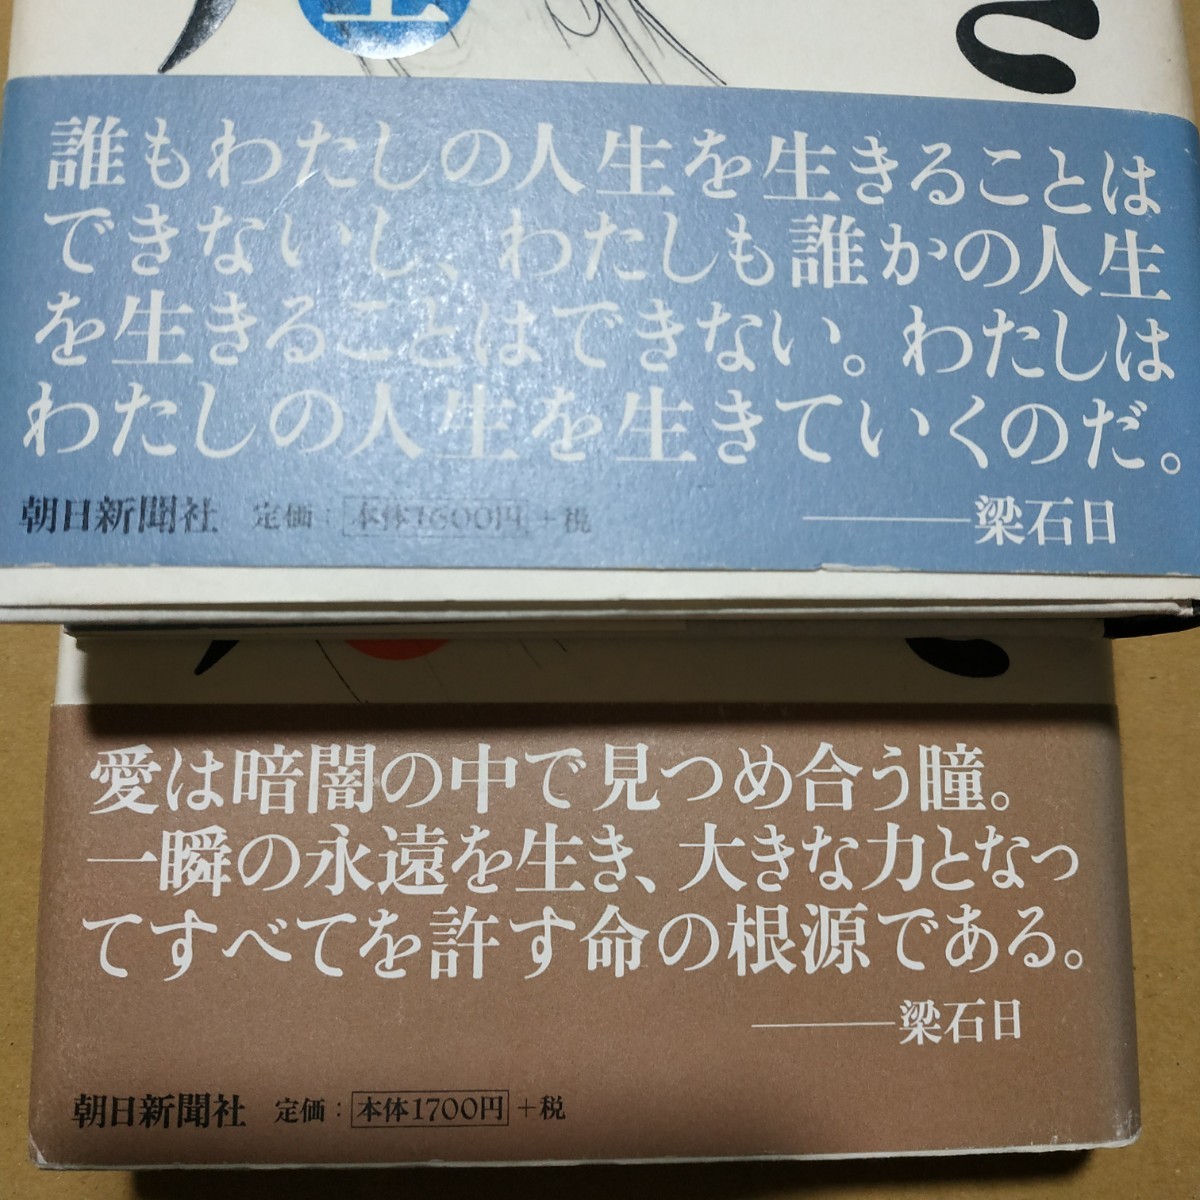 誰もわたしの人生を生きることは
できないし、わたしも誰かの人生
を生きることはできない。わたしは
わたしの人生を生きていくのだ。
朝日新聞社 定価：本体1600円+税
――梁石日
愛は暗闇の中で見つめ合う瞳。
一瞬の永遠を生き、大きな力となっ
てすべてを許す命の根源である。
――梁石日
朝日新聞社 定価：本体1700円+税